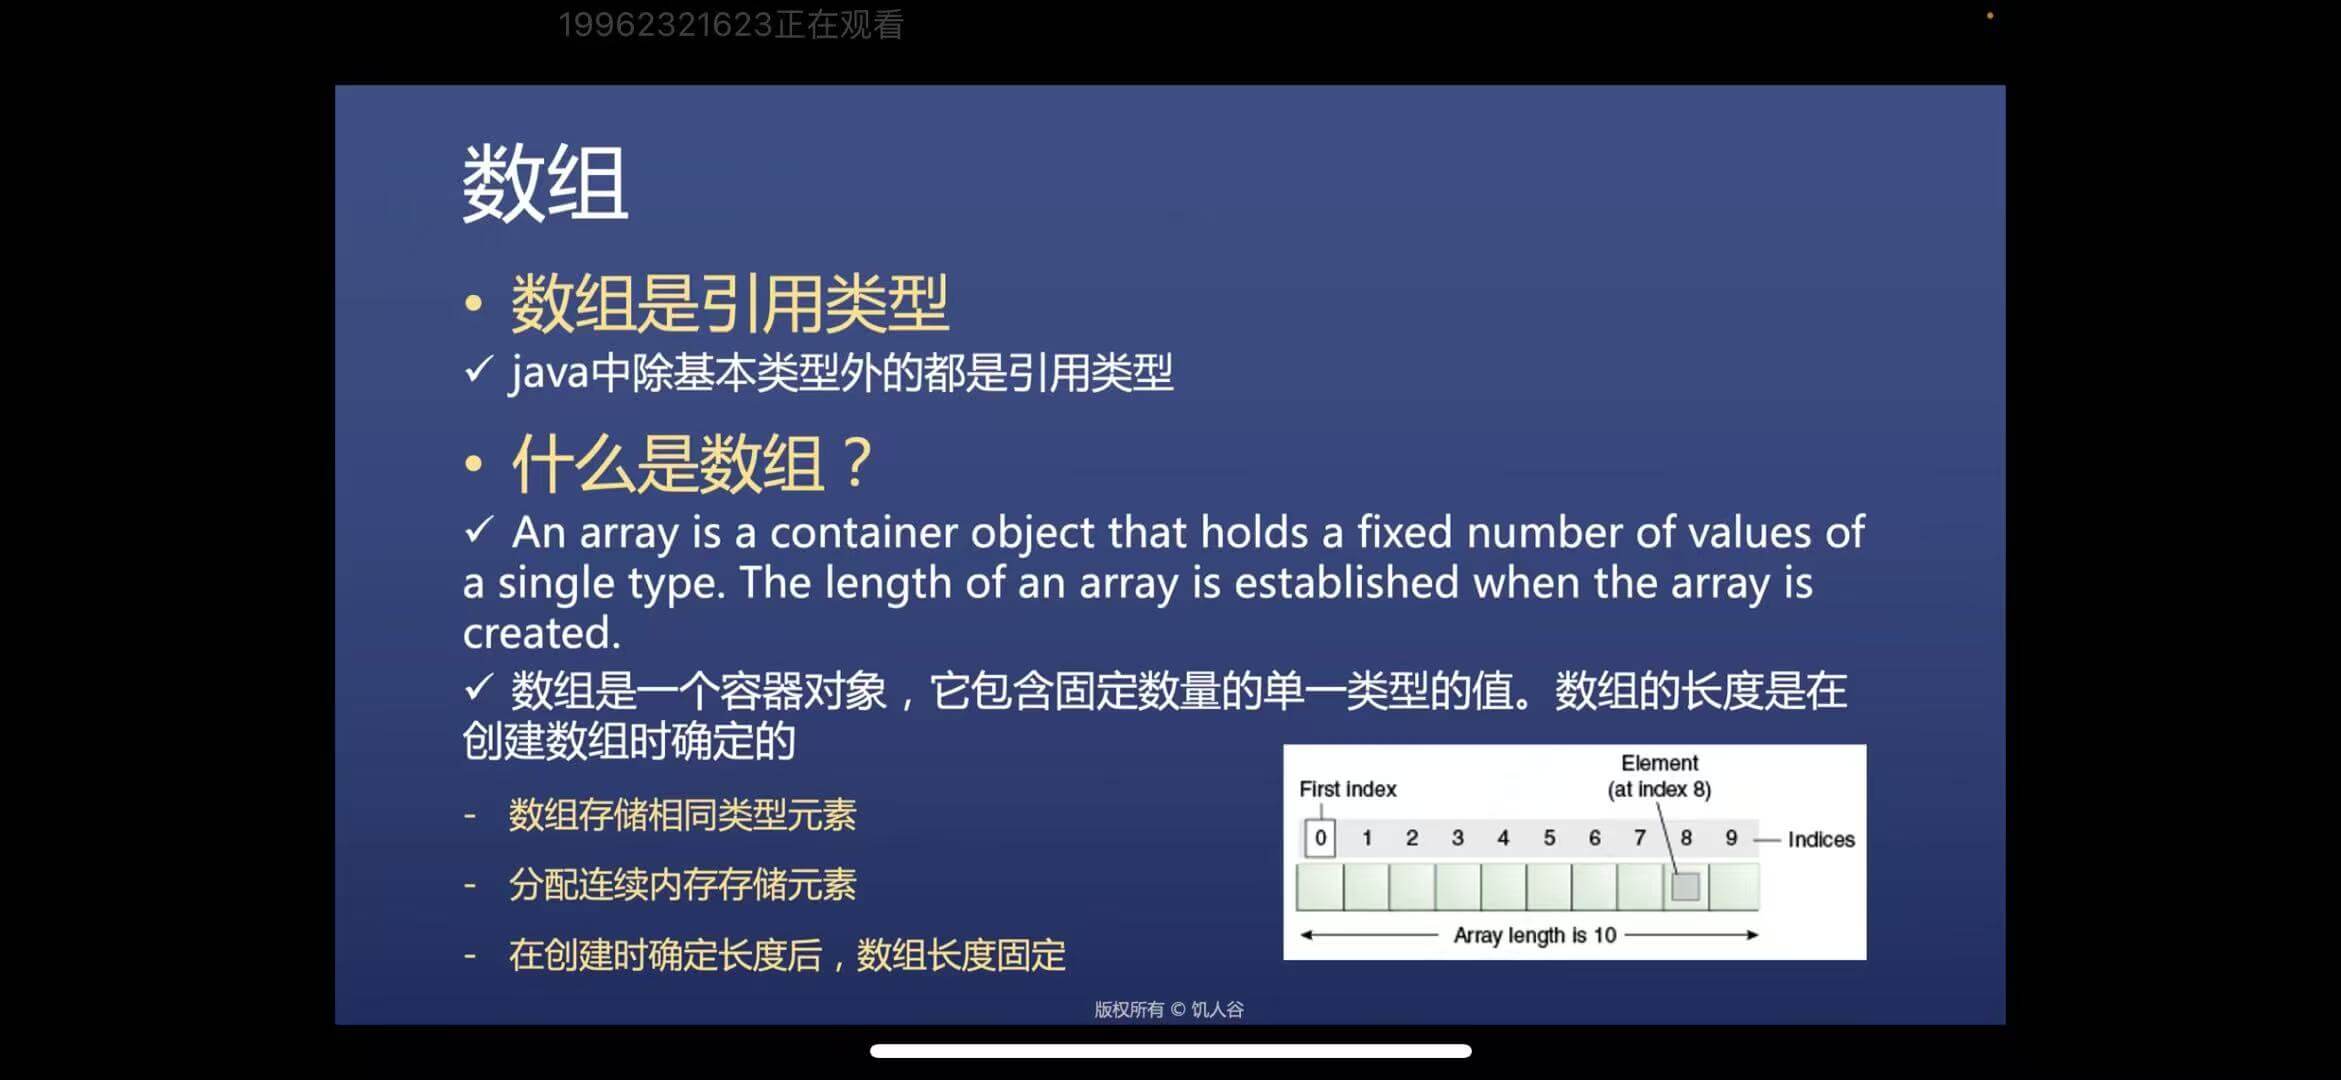 19962321623正在观看
数组
• 数组是引用类型
✓ java中除基本类型外的都是引用类型
• 什么是数组？
✓ An array is a container object that holds a fixed number of values of
a single type. The length of an array is established when the array is
created.
✓ 数组是一个容器对象，它包含固定数量的单一类型的值。数组的长度是在
创建数组时确定的
- 数组存储相同类型元素
- 分配连续内存存储元素
- 在创建时确定长度后，数组长度固定
Element
First index (at index 8)
0 1 2 3 4 5 6 7 8 9 Indices
Array length is 10
版权所有 © 饥人谷